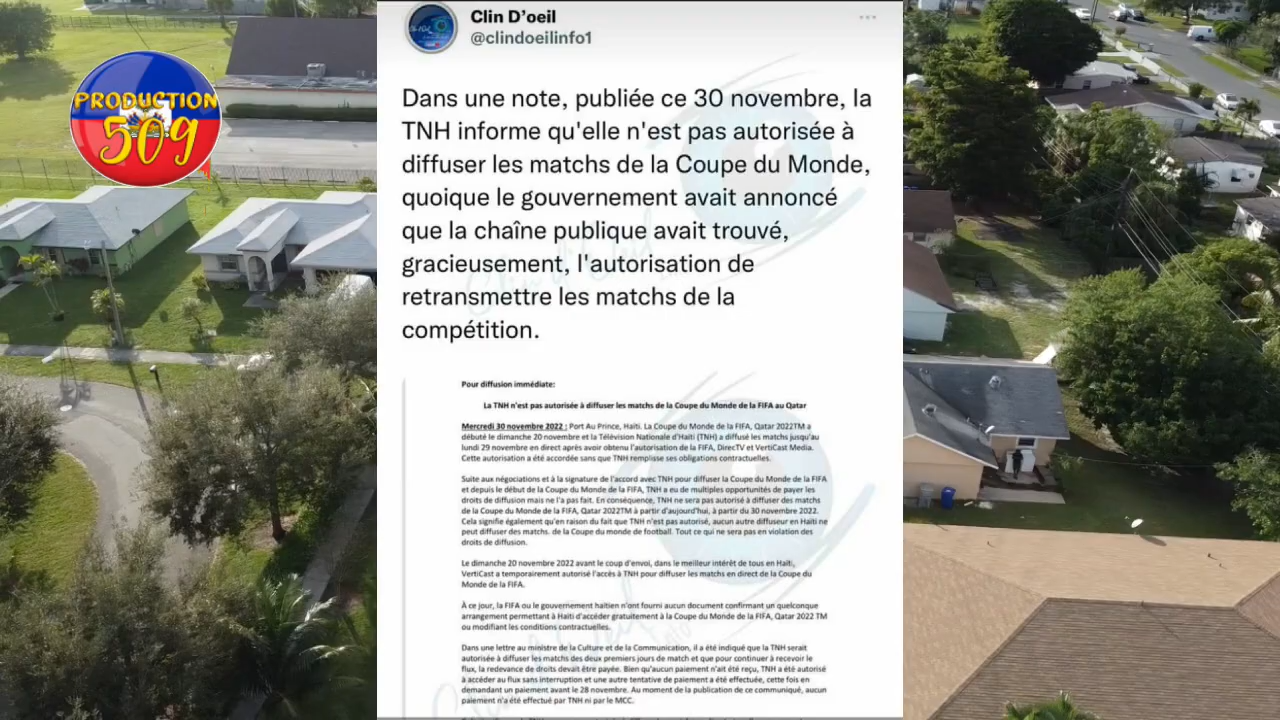 PRODUCTION
509
Clin D'oeil
@clindoeilinfo1
Dans une note, publiée ce 30 novembre, la
TNH informe qu'elle n'est pas autorisée à
diffuser les matchs de la Coupe du Monde,
quoique le gouvernement avait annoncé
que la chaîne publique avait trouvé,
gracieusement, l'autorisation de
retransmettre les matchs de la
compétition.
Pour diffusion immédiate:
La TNH n'est pas autorisée à diffuser les matchs de la Coupe du Monde de la FIFA au Qatar
Mercredi 30 novembre 2022 : Port Au Prince, Haïti. La Coupe du Monde de la FIFA, Qatar 2022TM a
débuté le dimanche 20 novembre et la Télévision Nationale d'Haïti (TNH) a diffusé les matchs jusqu'au
lundi 29 novembre en direct après avoir obtenu l'autorisation de la FIFA, DirecTV et VertiCast Media.
Cette autorisation a été accordée sans que TNH remplisse ses obligations contractuelles.
Suite aux négociations et à la signature de l'accord avec TNH pour diffuser la Coupe du Monde de la FIFA
et depuis le début de la Coupe du Monde de la FIFA, TNH a eu de multiples opportunités de payer les
droits de diffusion mais ne l'a pas fait. En conséquence, TNH ne sera pas autorisé à diffuser des matchs
de la Coupe du Monde de la FIFA, Qatar 2022TM à partir d'aujourd'hui, à partir du 30 novembre 2022.
Cela signifie également qu'en raison du fait que TNH n'est pas autorisé, aucun autre diffuseur en Haïti ne
peut diffuser des matchs. de la Coupe du monde de football. Tout ce qui ne sera pas en violation des
droits de diffusion.
Le dimanche 20 novembre 2022 avant le coup d'envoi, dans le meilleur intérêt de tous en Haïti,
VertiCast a temporairement autorisé l'accès à TNH pour diffuser les matchs en direct de la Coupe du
Monde de la FIFA.
À ce jour, la FIFA ou le gouvernement haïtien n'ont fourni aucun document confirmant un quelconque
arrangement permettant à Haïti d'accéder gratuitement à la Coupe du Monde de la FIFA, Qatar 2022 TM
ou modifiant les conditions contractuelles.
Dans une lettre au ministre de la Culture et de la Communication, il a été indiqué que la TNH serait
autorisée à diffuser les matchs des deux premiers jours de match et que pour continuer à recevoir le
flux, la redevance de droits devait être payée. Bien qu'aucun paiement n'ait été reçu, TNH a été autorisé
à accéder au flux sans interruption et une autre tentative de paiement a été effectuée, cette fois en
demandant un paiement avant le 28 novembre. Au moment de la publication de ce communiqué, aucun
paiement n'a été effectué par TNH ni par le MCC.